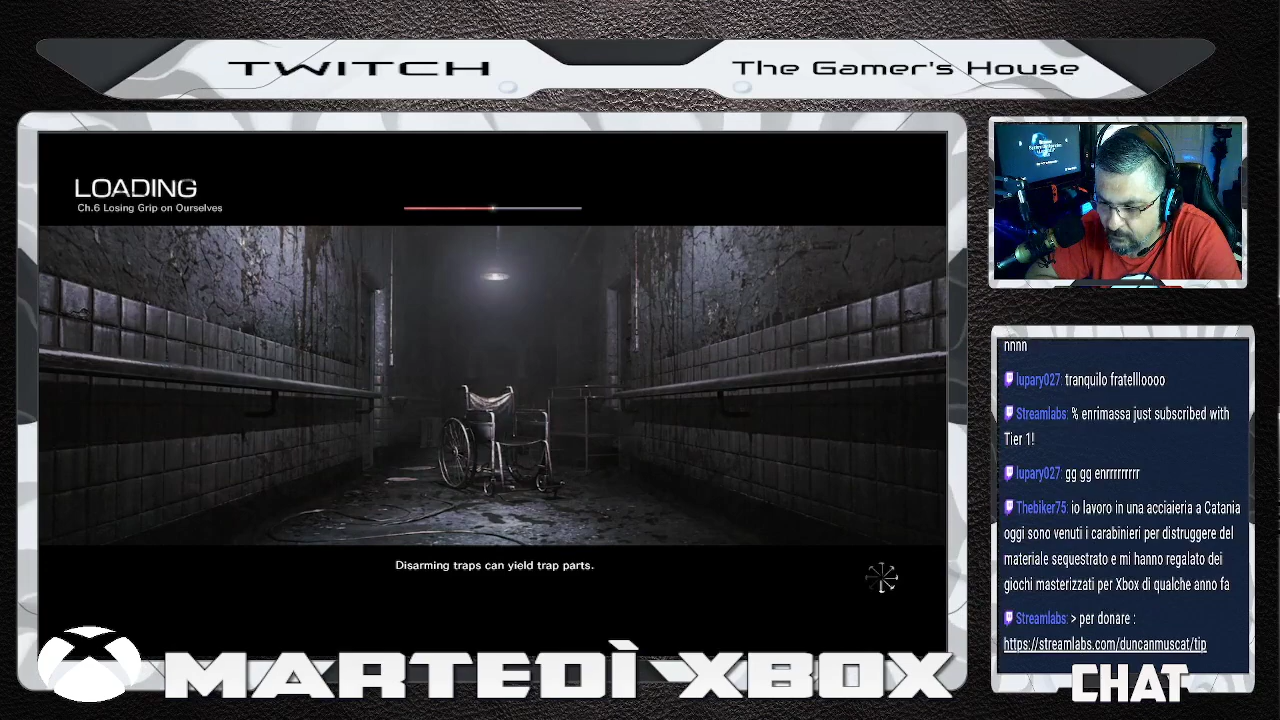 TWITCH
The Gamer's House
LOADING
Ch.6 Losing Grip on Ourselves
Disarming traps can yield trap parts.
nnnn
lupary027: tranquilo fratellloooo
Streamlabs: % enrimassa just subscribed with
Tier 1!
lupary027: gg gg enrrrrrrrr
Thebiker75: io lavoro in una acciaieria a Catania
oggi sono venuti i carabinieri per distruggere del
materiale sequestrato e mi hanno regalato dei
giochi masterizzati per Xbox di qualche anno fa
Streamlabs: > per donare :
https://streamlabs.com/duncanmuscat/tip
MARTEDÌ XBOX
CHAT